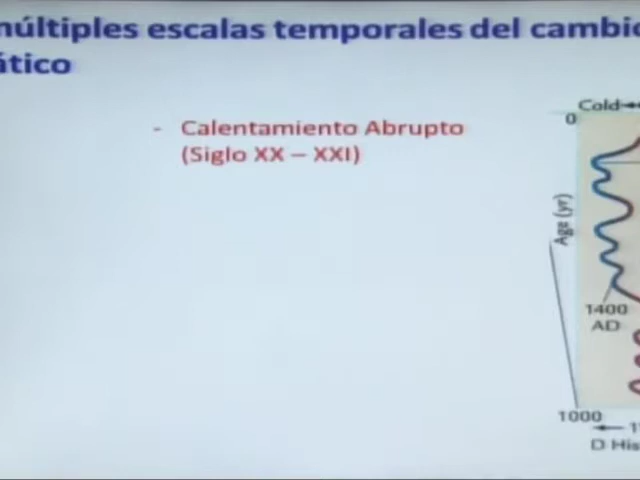 múltiples escalas temporales del cambio
ático
- Calentamiento Abrupto
(Siglo XX – XXI)
Cold
0
Age (yr)
1400
AD
1000
1
D His